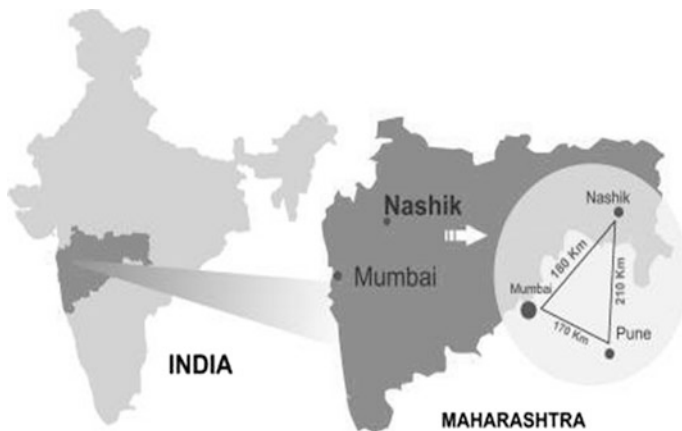 Nashik
Nashik
180 Km
210 Km
Mumbai
Mumbai
170 Km
Pune
INDIA
MAHARASHTRA